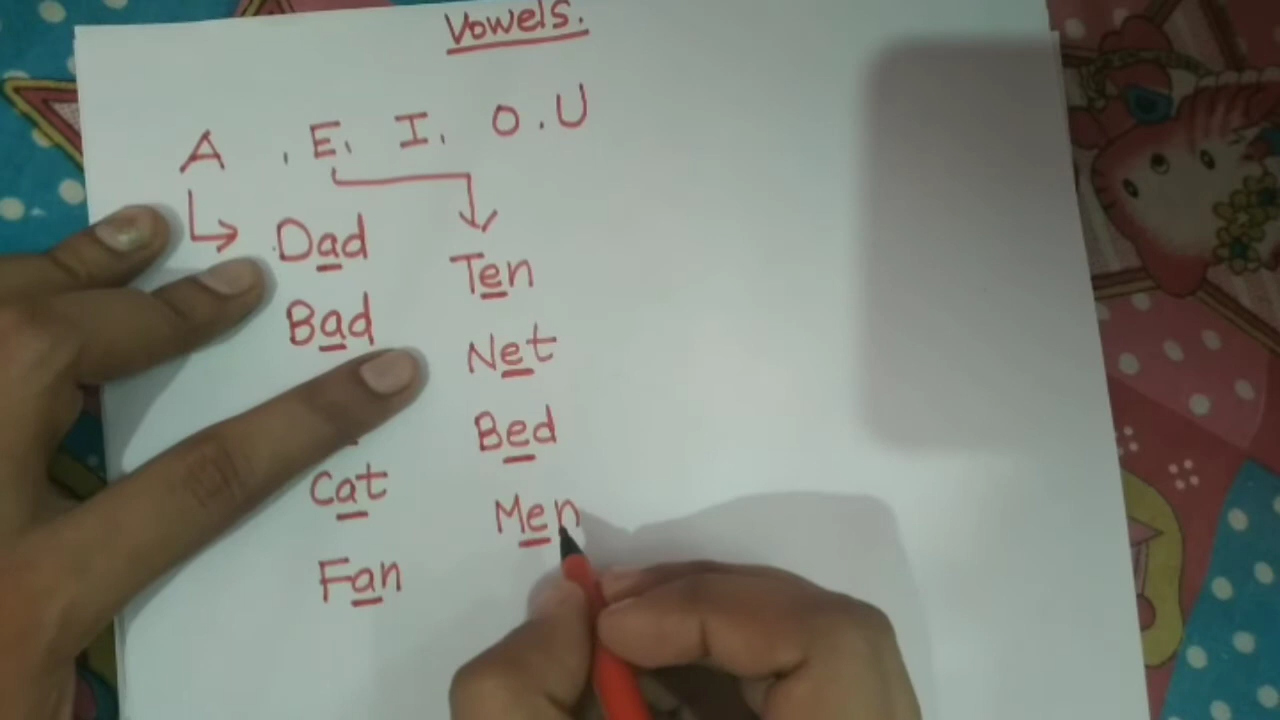 Vowels.
A , E, I, O . U
Dad
Bad
Cat
Fan
Ten
Net
Bed
Men